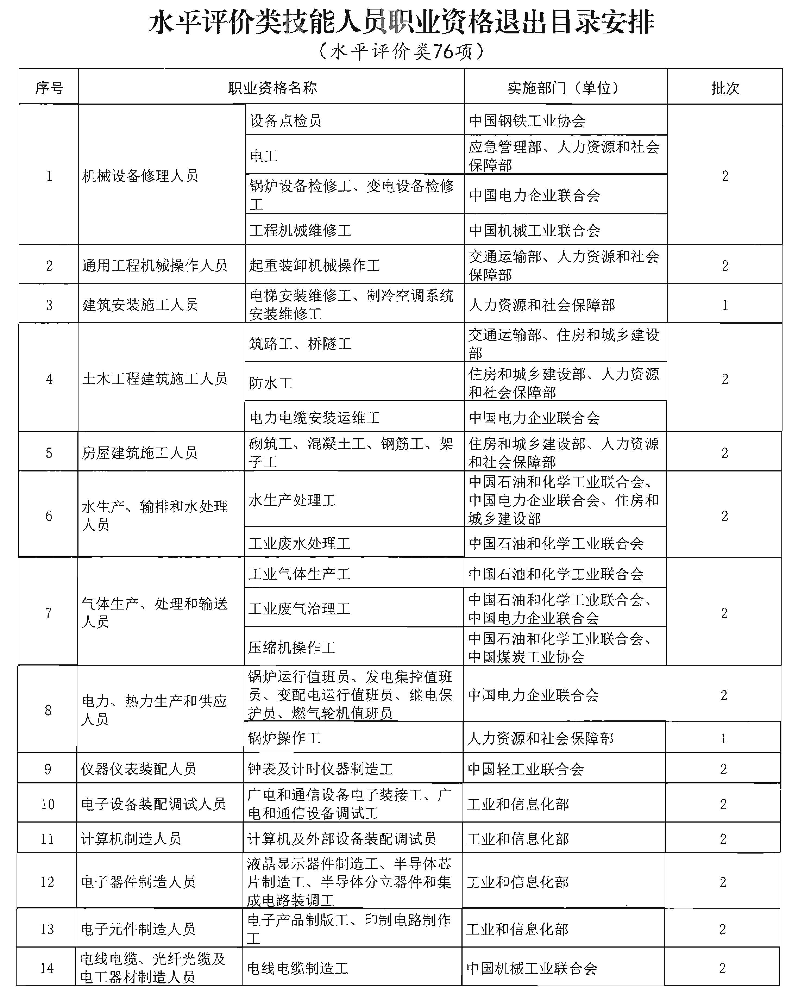 水平评价类技能人员职业资格退出目录安排
（水平评价类76项）
序号 职业资格名称 实施部门（单位） 批次
1 机械设备修理人员 2
设备点检员 中国钢铁工业协会
电工 应急管理部、人力资源和社会
保障部
锅炉设备检修工、变电设备检修
工 中国电力企业联合会
工程机械维修工 中国机械工业联合会
2 通用工程机械操作人员 起重装卸机械操作工 交通运输部、人力资源和社会
保障部 2
3 建筑安装施工人员 电梯安装维修工、制冷空调系统
安装维修工 人力资源和社会保障部 1
4 土木工程建筑施工人员 2
筑路工、桥隧工 交通运输部、住房和城乡建设
部
防水工 住房和城乡建设部、人力资源
和社会保障部
电力电缆安装运维工 中国电力企业联合会
5 房屋建筑施工人员 砌筑工、混凝土工、钢筋工、架
子工 住房和城乡建设部、人力资源
和社会保障部 2
6 水生产、输排和水处理
人员 2
水生产处理工 中国石油和化学工业联合会、
中国电力企业联合会、住房和
城乡建设部
工业废水处理工 中国石油和化学工业联合会
7 气体生产、处理和输送
人员 2
工业气体生产工 中国石油和化学工业联合会
工业废气治理工 中国石油和化学工业联合会、
中国电力企业联合会
压缩机操作工 中国石油和化学工业联合会、
中国煤炭工业协会
8 电力、热力生产和供应
人员
锅炉运行值班员、发电集控值班
员、变配电运行值班员、继电保
护员、燃气轮机值班员 中国电力企业联合会 2
锅炉操作工 人力资源和社会保障部 1
9 仪器仪表装配人员 钟表及计时仪器制造工 中国轻工业联合会 2
10 电子设备装配调试人员 广电和通信设备电子装接工、广
电和通信设备调试工 工业和信息化部 2
11 计算机制造人员 计算机及外部设备装配调试员 工业和信息化部 2
12 电子器件制造人员 液晶显示器件制造工、半导体芯
片制造工、半导体分立器件和集
成电路装调工 工业和信息化部 2
13 电子元件制造人员 电子产品制版工、印制电路制作
工 工业和信息化部 2
14 电线电缆、光纤光缆及
电工器材制造人员 电线电缆制造工 中国机械工业联合会 2